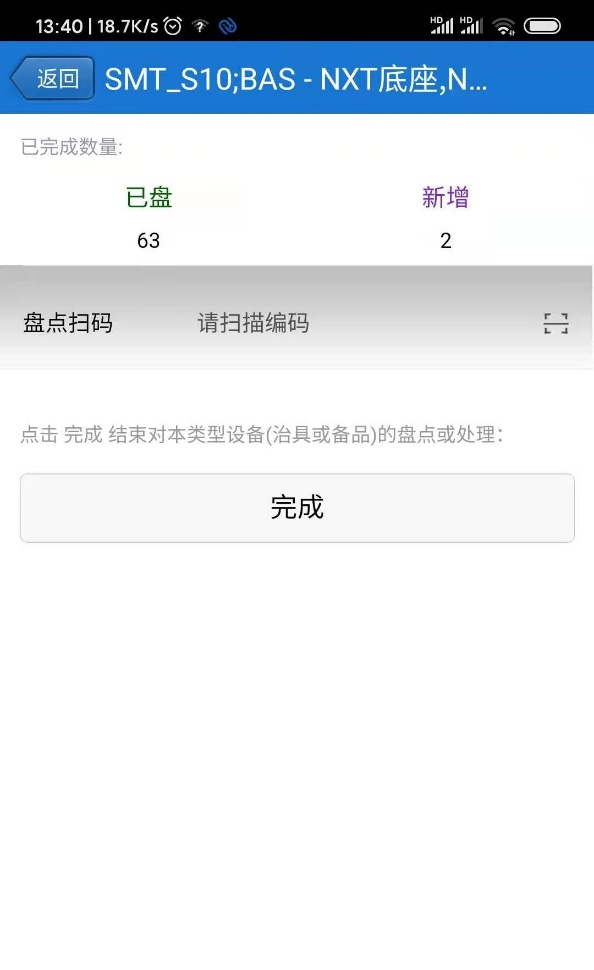 13:40 | 18.7K/s
HD HD
返回 SMT_S10;BAS - NXT底座,N...
已完成数量:
已盘 新增
63 2
盘点扫码 请扫描编码
点击 完成 结束对本类型设备(治具或备品)的盘点或处理：
完成